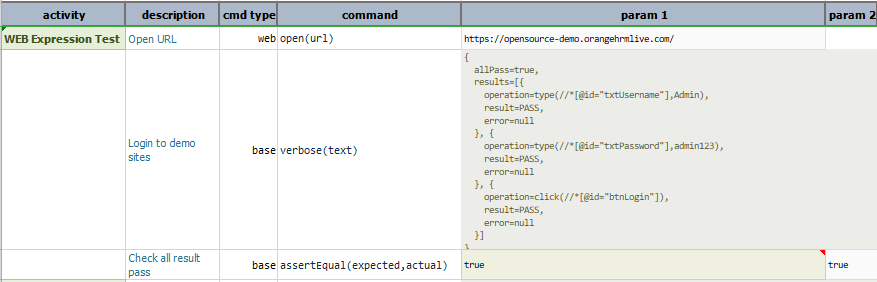 activity description cmd type command param 1 param 2
WEB Expression Test Open URL web open(url) https://opensource-demo.orangehrmlive.com/
{
allPass=true,
results=[{
operation=type(//*[@id="txtUsername"],Admin),
result=PASS,
error=null
}, {
Login to demo
sites
base verbose(text)
operation=type(//*[@id="txtPassword"],admin123),
result=PASS,
error=null
}, {
operation=click(//*[@id="btnLogin"]),
result=PASS,
error=null
}]
}
Check all result
pass
base assertEqual(expected,actual) true true